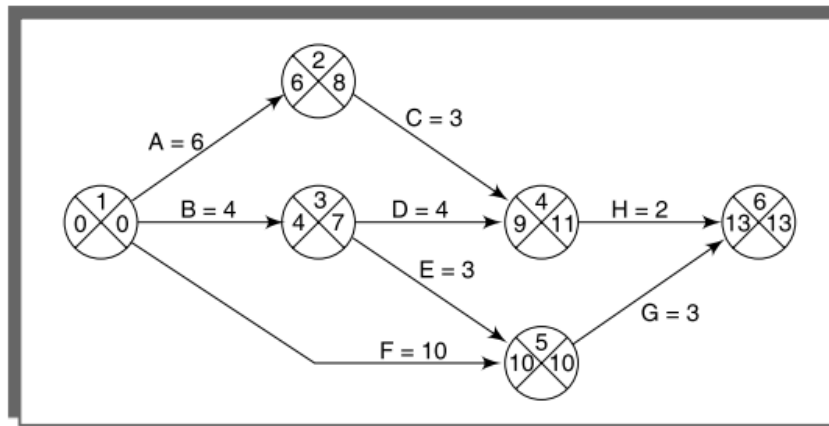 2
6 8
A = 6
C = 3
1
0 0
B = 4
3
4 7
D = 4
4
9 11
H = 2
6
13 13
E = 3
G = 3
F = 10
5
10 10